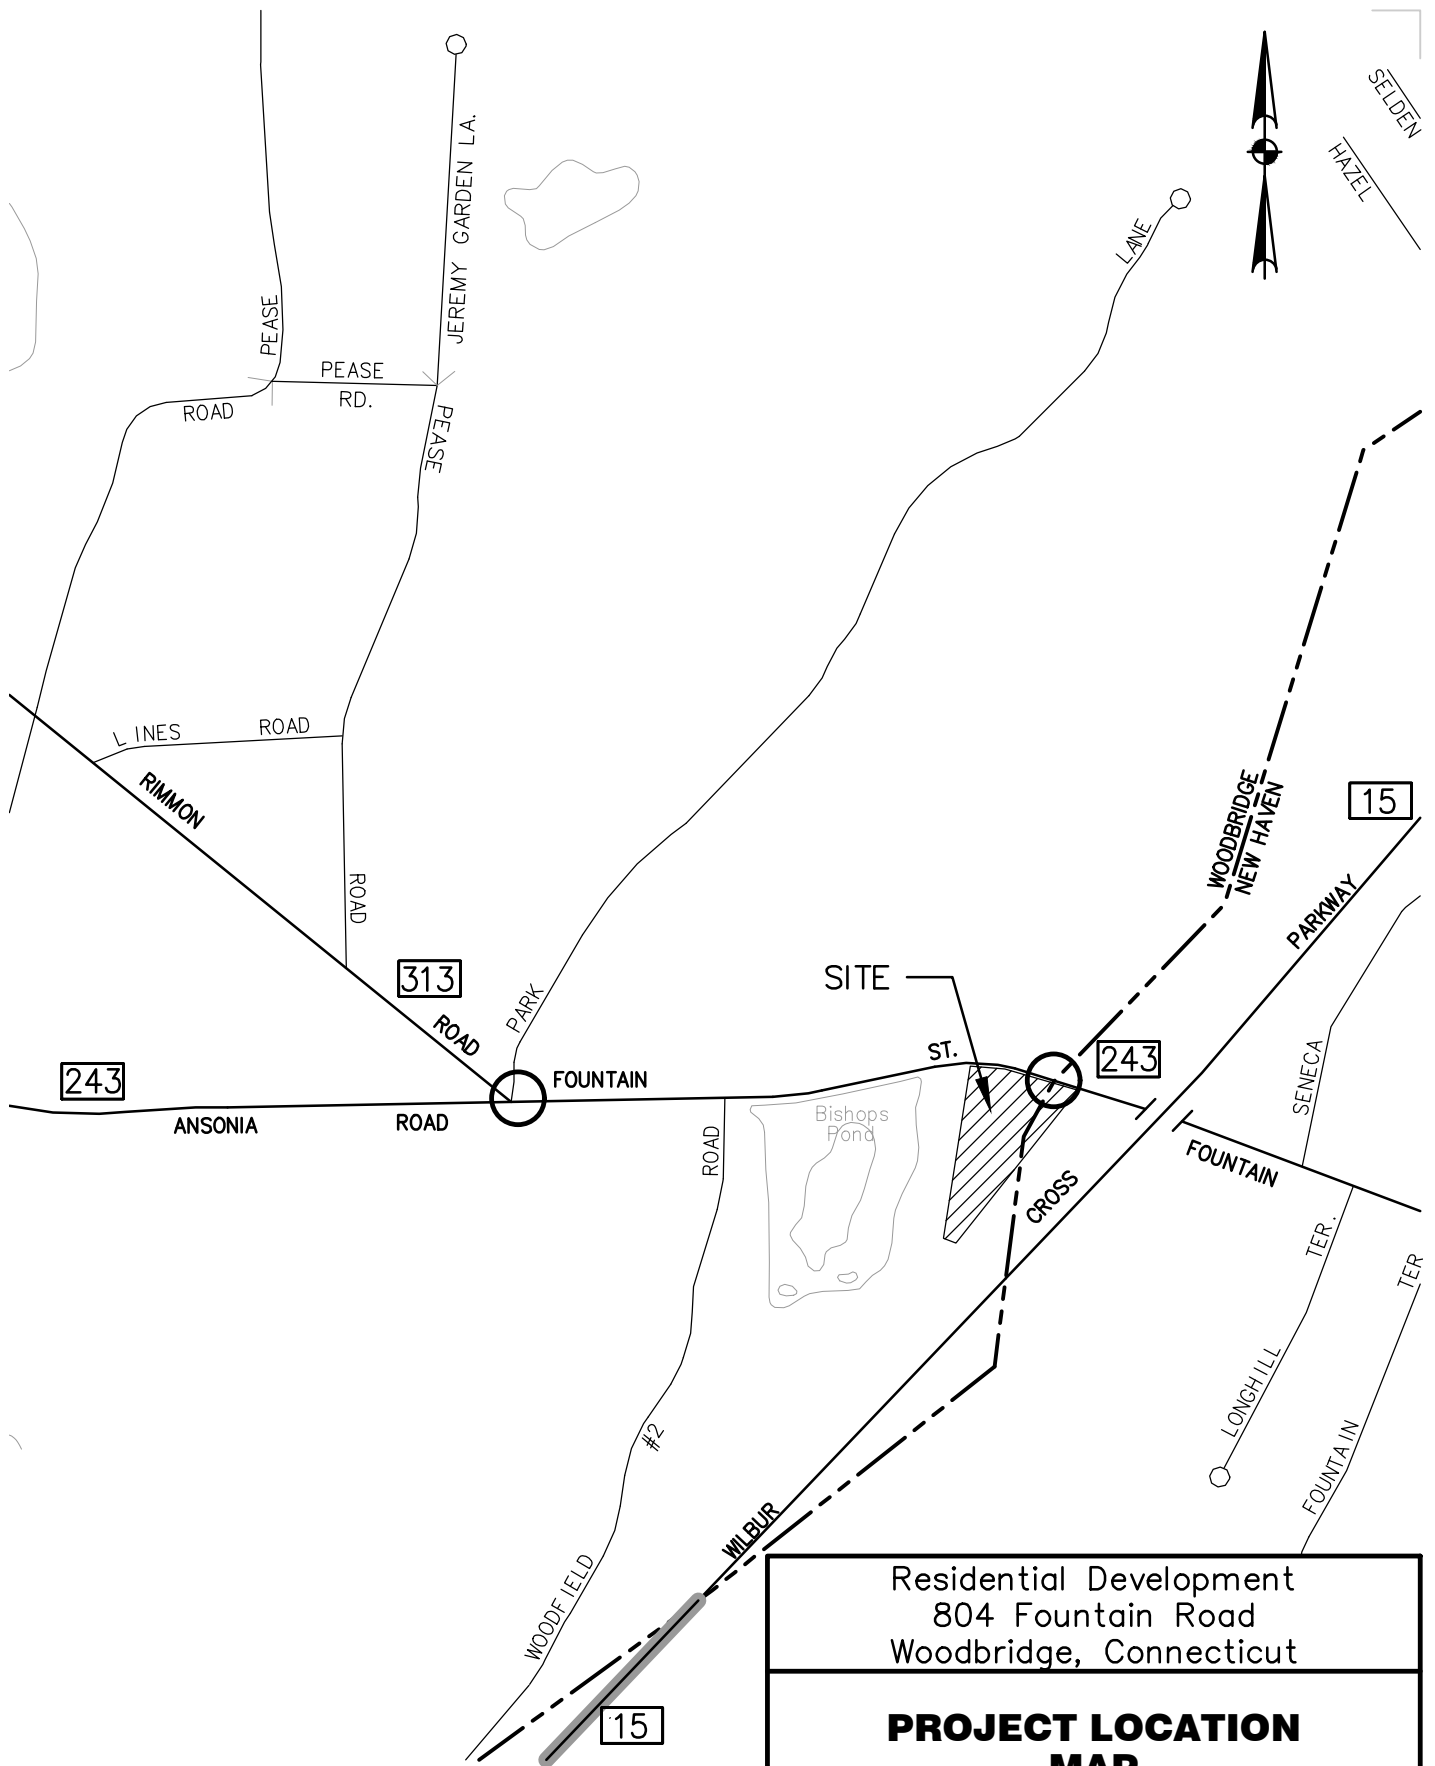 SELDEN
HAZEL
JEREMY GARDEN LA.
LANE
PEASE
PEASE
RD.
ROAD
PEASE
L INES ROAD
RIMMON
WOODBRIDGE
NEW HAVEN
15
PARKWAY
ROAD
313
SITE
PARK
ROAD
ST.
243
243
FOUNTAIN
SENECA
ANSONIA ROAD
Bishops
Pond
ROAD
FOUNTAIN
CROSS
TER.
TER
LONGHILL
#2
FOUNTAIN
WILBUR
WOODFIELD
15
Residential Development
804 Fountain Road
Woodbridge, Connecticut
PROJECT LOCATION
MAP